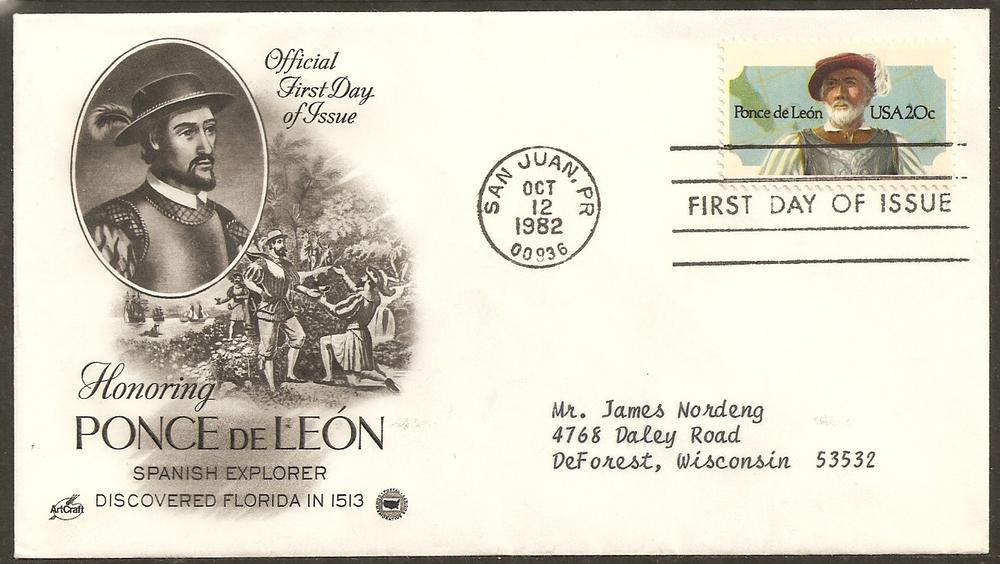 Official
First Day
of Issue
Ponce de León USA 20c
SAN JUAN, PR
OCT
12
1982
00936
FIRST DAY OF ISSUE
Honoring
PONCE DE LEÓN
SPANISH EXPLORER
DISCOVERED FLORIDA IN 1513
ArtCraft
Mr. James Nordeng
4768 Daley Road
DeForest, Wisconsin 53532